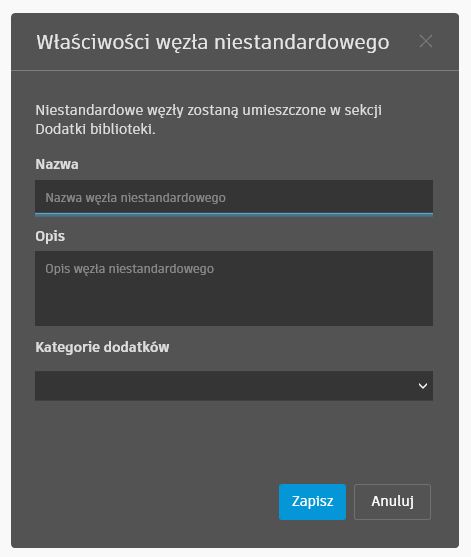 Właściwości węzła niestandardowego
Niestandardowe węzły zostaną umieszczone w sekcji
Dodatki biblioteki.
Nazwa
Nazwa węzła niestandardowego
Opis
Opis węzła niestandardowego
Kategorie dodatków
Zapisz
Anuluj